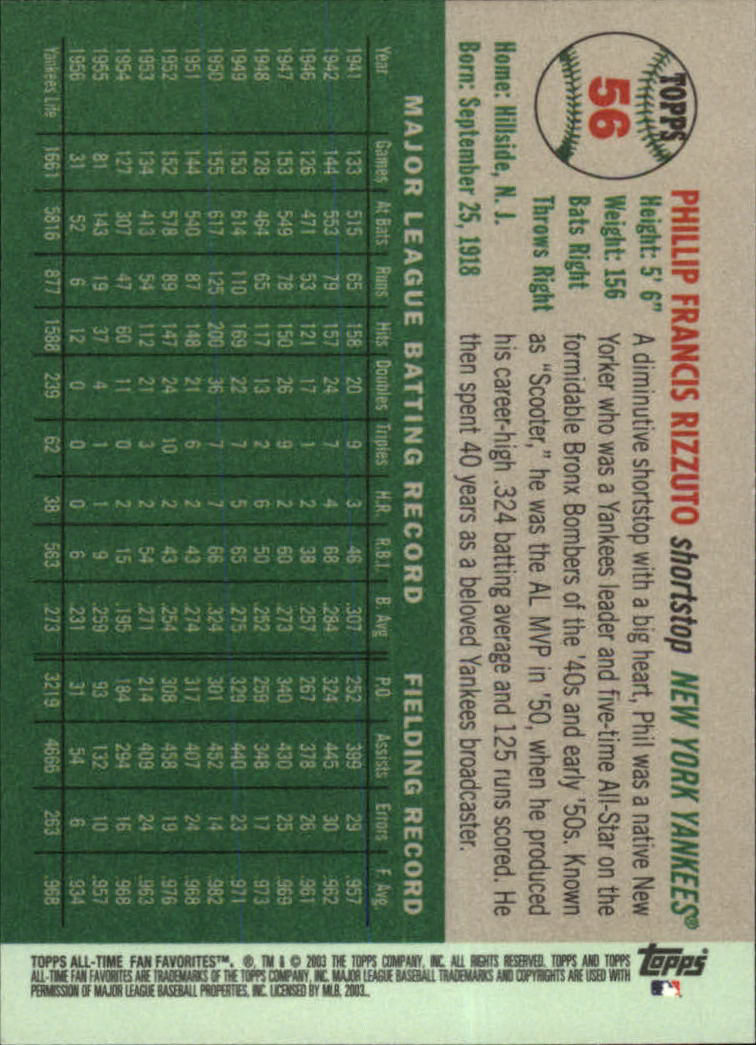 TOPPS
56
PHILLIP FRANCIS RIZZUTO shortstop NEW YORK YANKEES®
Height: 5' 6"
Weight: 156
Bats Right
Throws Right
Home: Hillside, N. J.
Born: September 25, 1918
A diminutive shortstop with a big heart, Phil was a native New
Yorker who was a Yankees leader and five-time All-Star on the
formidable Bronx Bombers of the '40s and early '50s. Known
as "Scooter," he was the AL MVP in '50, when he produced
his career-high .324 batting average and 125 runs scored. He
then spent 40 years as a beloved Yankees broadcaster.
MAJOR LEAGUE BATTING RECORD FIELDING RECORD
Year Games At Bats Runs Hits Doubles Triples H.R. R.B.I. B. Avg P.O. Assists Errors F. Avg.
1941 133 515 65 158 20 9 3 46 .307 252 399 29 .957
1942 144 553 79 157 24 7 4 68 .284 324 445 30 .962
1946 126 471 53 121 17 1 2 38 .257 267 378 26 .961
1947 153 549 78 150 26 9 2 60 .273 340 430 25 .969
1948 128 464 65 117 13 2 6 50 .252 259 348 17 .973
1949 153 614 110 169 22 7 5 65 .275 329 440 23 .971
1950 155 617 125 200 36 7 7 66 .324 301 452 14 .982
1951 144 540 87 148 21 6 2 43 .274 317 407 24 .968
1952 152 578 89 147 24 10 2 43 .254 308 458 19 .976
1953 134 413 54 112 21 3 2 54 .271 214 409 24 .963
1954 127 307 47 60 11 0 2 15 .195 184 294 16 .968
1955 81 143 19 37 4 1 1 9 .259 93 132 10 .957
1956 31 52 6 12 0 0 0 6 .231 31 54 6 .934
Yankees Life 1661 5816 877 1588 239 62 38 563 .273 3219 4666 263 .968
Topps
TOPPS ALL-TIME FAN FAVORITES™. ®, TM & © 2003 THE TOPPS COMPANY, INC. ALL RIGHTS RESERVED. TOPPS AND TOPPS
ALL-TIME FAN FAVORITES ARE TRADEMARKS OF THE TOPPS COMPANY, INC. MAJOR LEAGUE BASEBALL TRADEMARKS AND COPYRIGHTS ARE USED WITH
PERMISSION OF MAJOR LEAGUE BASEBALL PROPERTIES, INC. LICENSED BY MLB, 2003..